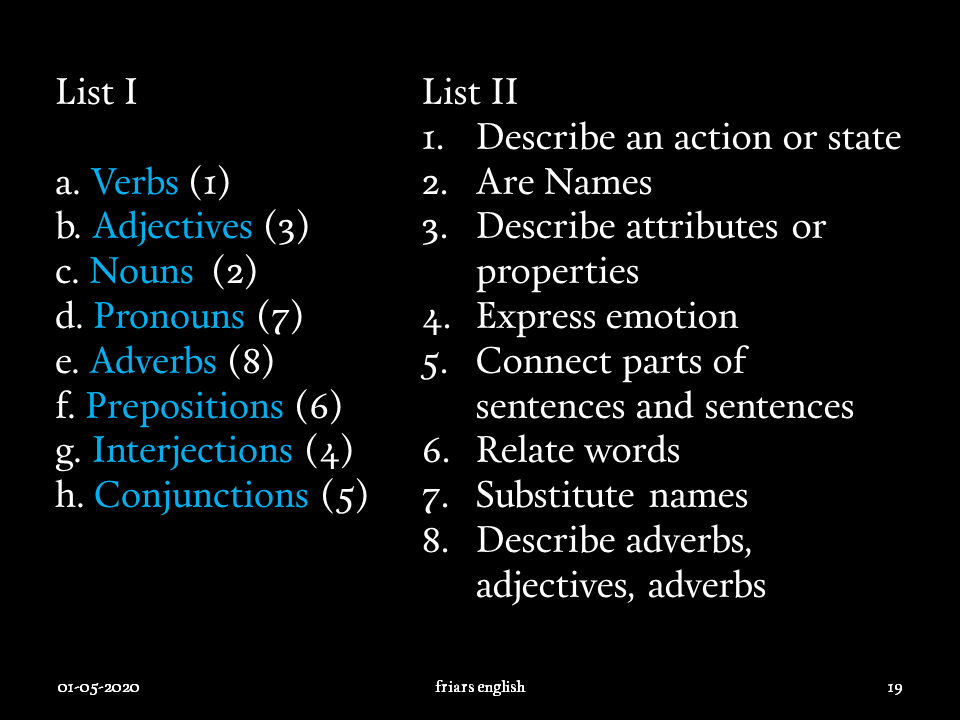 List I
a. Verbs (1)
b. Adjectives (3)
c. Nouns (2)
d. Pronouns (7)
e. Adverbs (8)
f. Prepositions (6)
g. Interjections (4)
h. Conjunctions (5)
List II
1. Describe an action or state
2. Are Names
3. Describe attributes or
properties
4. Express emotion
5. Connect parts of
sentences and sentences
6. Relate words
7. Substitute names
8. Describe adverbs,
adjectives, adverbs
01-05-2020
friars english
19